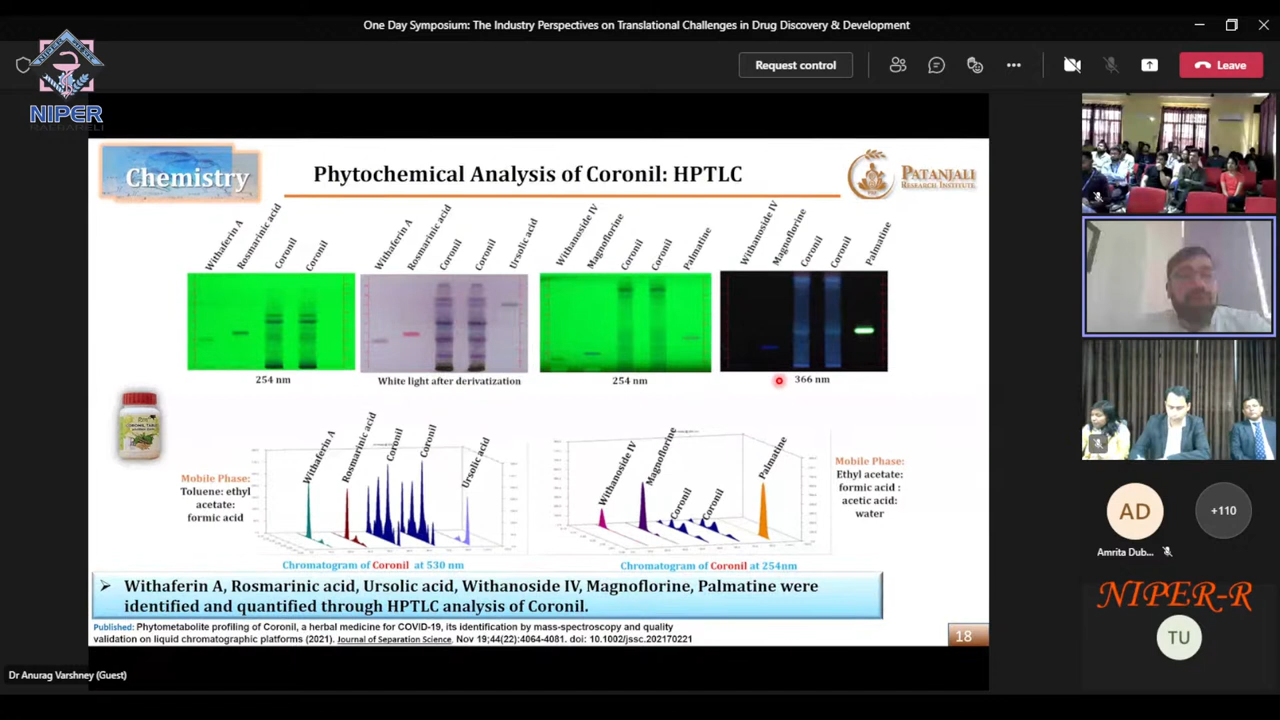 One Day Symposium: The Industry Perspectives on Translational Challenges in Drug Discovery & Development
Request control
Leave
NIPER
RAEBARELI
Chemistry
Phytochemical Analysis of Coronil: HPTLC
PATANJALI
RESEARCH INSTITUTE
Withaferin A
Rosmarinic acid
Coronil
Coronil
Withaferin A
Rosmarinic acid
Coronil
Coronil
Ursolic acid
Withanoside IV
Magnoflorine
Coronil
Coronil
Palmatine
Withanoside IV
Magnoflorine
Coronil
Coronil
Palmatine
254 nm
White light after derivatization
254 nm
366 nm
Mobile Phase:
Toluene: ethyl
acetate:
formic acid
Withaferin A
Rosmarinic acid
Coronil
Coronil
Ursolic acid
Withanoside IV
Magnoflorine
Coronil
Coronil
Palmatine
Mobile Phase:
Ethyl acetate:
formic acid :
acetic acid:
water
Chromatogram of Coronil at 530 nm
Chromatogram of Coronil at 254nm
➢ Withaferin A, Rosmarinic acid, Ursolic acid, Withanoside IV, Magnoflorine, Palmatine were
identified and quantified through HPTLC analysis of Coronil.
Published: Phytometabolite profiling of Coronil, a herbal medicine for COVID-19, its identification by mass-spectroscopy and quality
validation on liquid chromatographic platforms (2021). Journal of Separation Science. Nov 19;44(22):4064-4081. doi: 10.1002/jssc.202170221
18
AD
+110
Amrita Dub...
NIPER-R
TU
Dr Anurag Varshney (Guest)